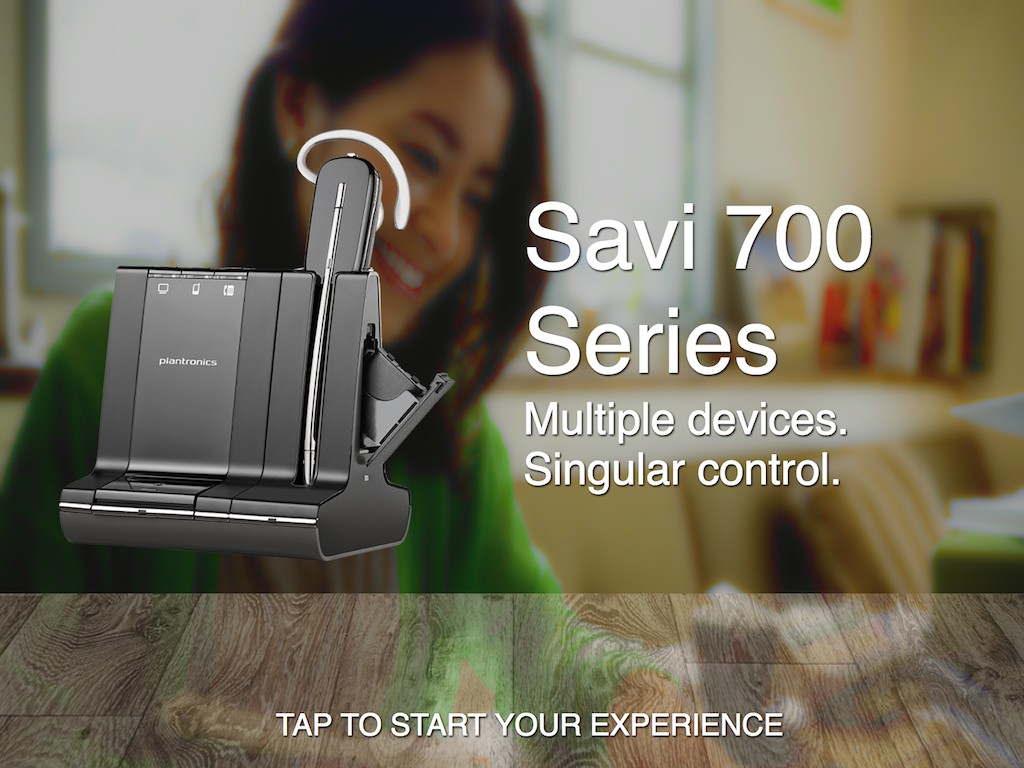 plantronics
Savi 700
Series
Multiple devices.
Singular control.
TAP TO START YOUR EXPERIENCE